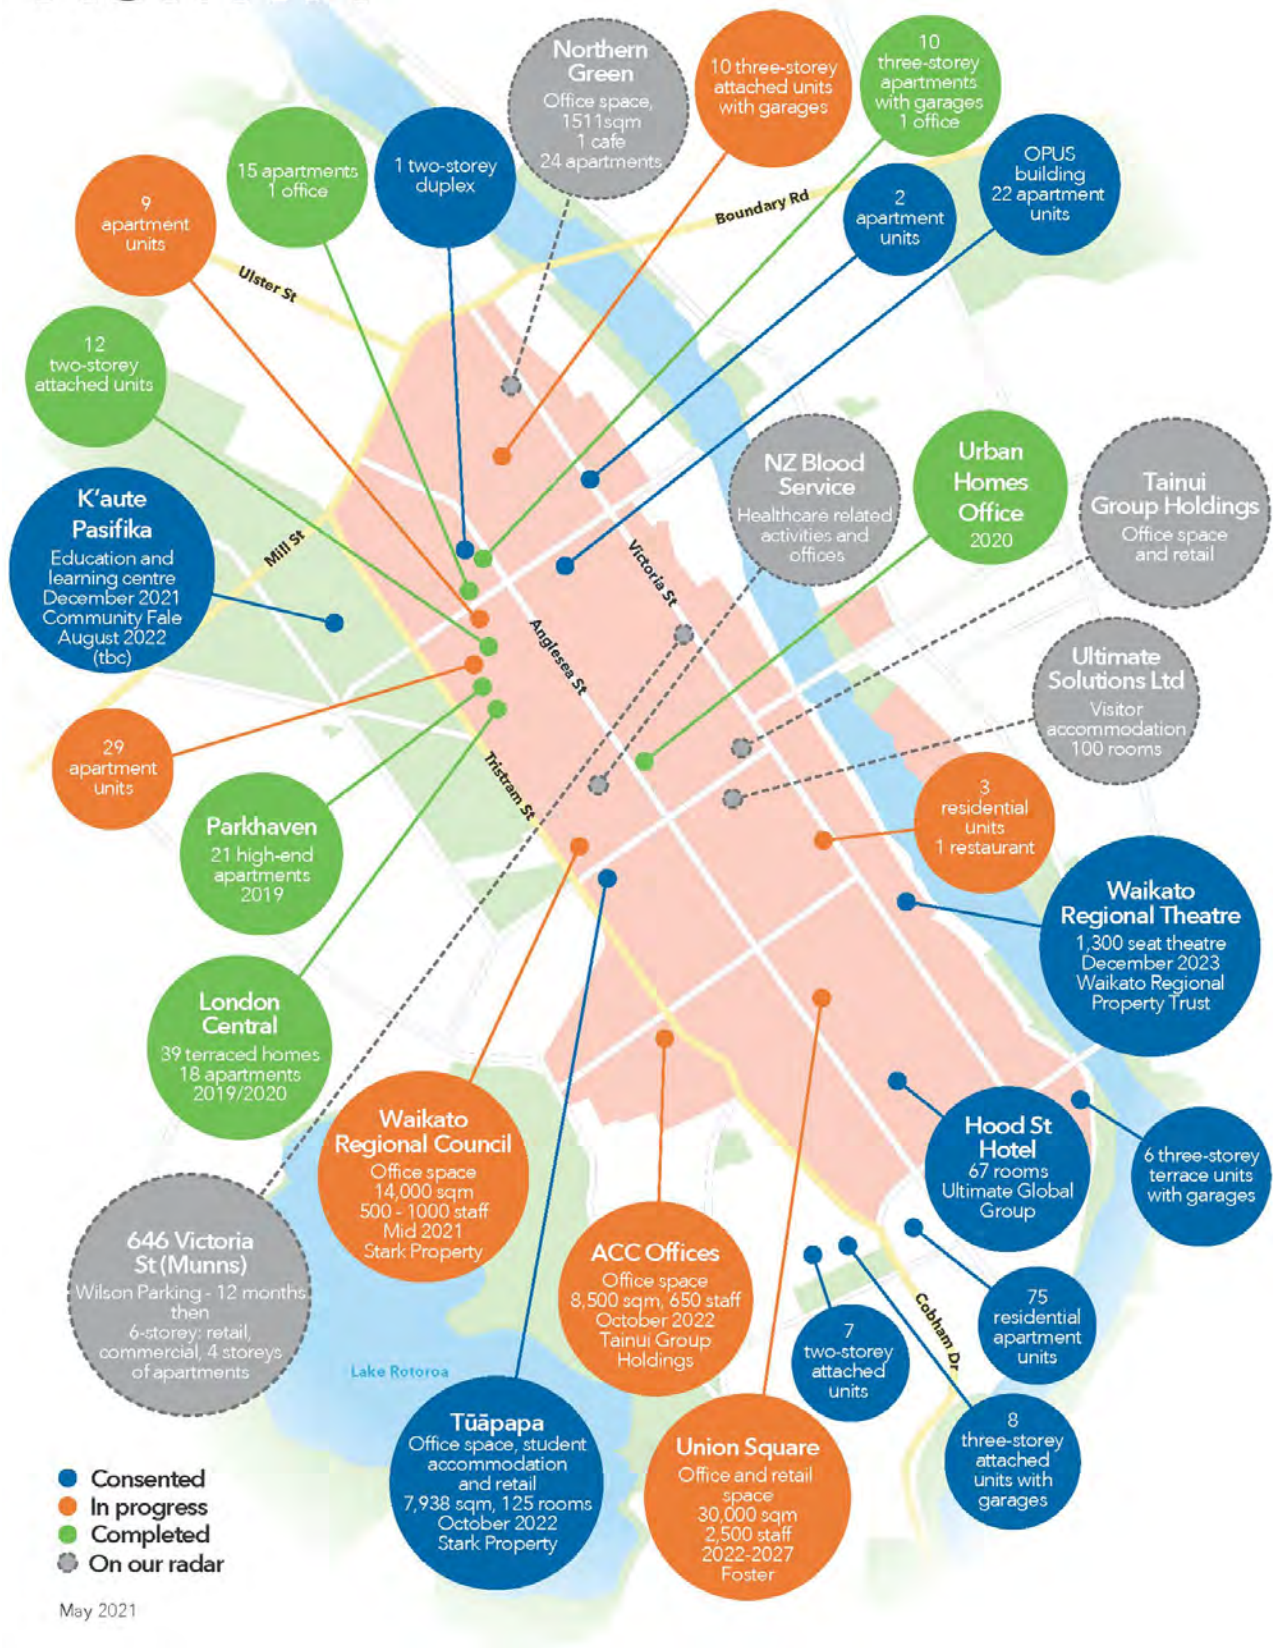 Northern
Green
Office space,
1511sqm
1 cafe
24 apartments
10 three-storey
attached units
with garages
10
three-storey
apartments
with garages
1 office
15 apartments
1 office
1 two-storey
duplex
OPUS
building
22 apartment
units
2
apartment
units
9
apartment
units
Boundary Rd
Ulster St
12
two-storey
attached units
K'aute
Pasifika
Education and
learning centre
December 2021
Community Fale
August 2022
(tbc)
Mill St
Victoria St
Anglesea St
Tristram St
NZ Blood
Service
Healthcare related
activities and
offices
Urban
Homes
Office
2020
Tainui
Group Holdings
Office space
and retail
Ultimate
Solutions Ltd
Visitor
accommodation
100 rooms
29
apartment
units
Parkhaven
21 high-end
apartments
2019
3
residential
units
1 restaurant
Waikato
Regional Theatre
1,300 seat theatre
December 2023
Waikato Regional
Property Trust
London
Central
39 terraced homes
18 apartments
2019/2020
Waikato
Regional Council
Office space
14,000 sqm
500 - 1000 staff
Mid 2021
Stark Property
Hood St
Hotel
67 rooms
Ultimate Global
Group
6 three-storey
terrace units
with garages
646 Victoria
St (Munns)
Wilson Parking - 12 months
then
6-storey: retail,
commercial, 4 storeys
of apartments
ACC Offices
Office space
8,500 sqm, 650 staff
October 2022
Tainui Group
Holdings
75
residential
apartment
units
7
two-storey
attached
units
Cobham Dr
Lake Rotoroa
Tūāpapa
Office space, student
accommodation
and retail
7,938 sqm, 125 rooms
October 2022
Stark Property
Union Square
Office and retail
space
30,000 sqm
2,500 staff
2022-2027
Foster
8
three-storey
attached
units with
garages
Consented
In progress
Completed
On our radar
May 2021